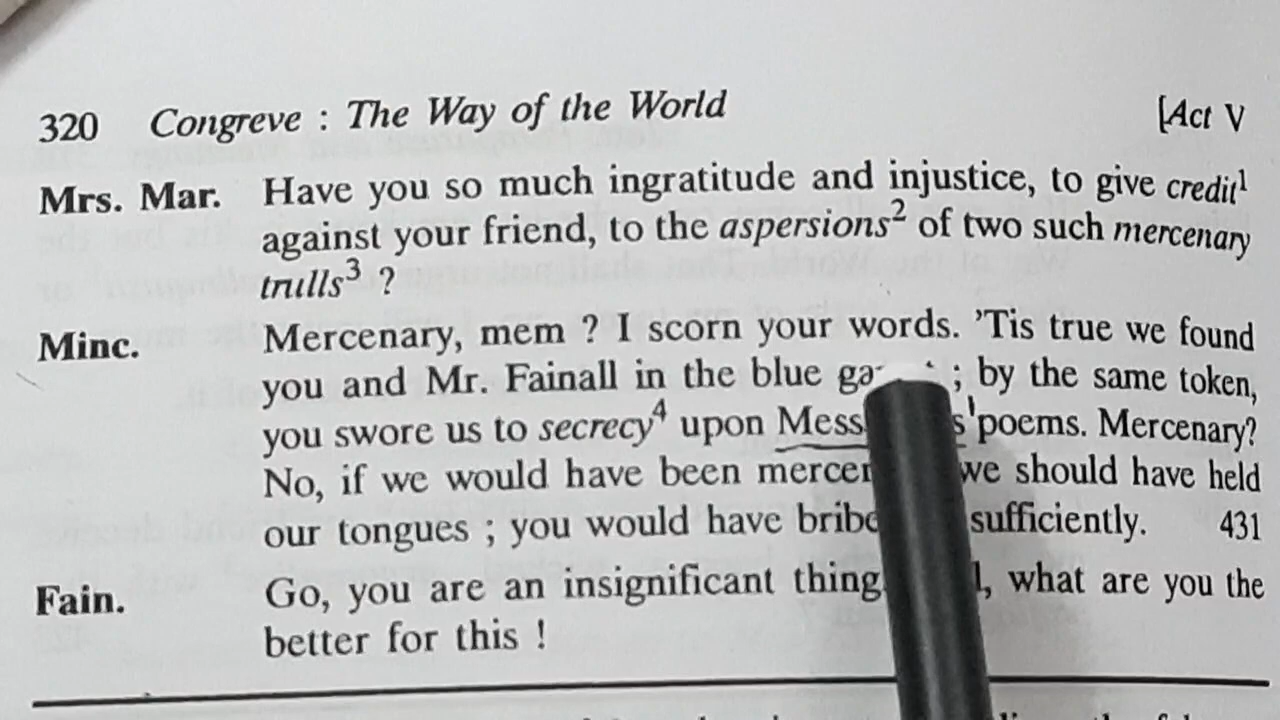 320 Congreve : The Way of the World [Act V
Mrs. Mar. Have you so much ingratitude and injustice, to give credit¹
against your friend, to the aspersions² of two such mercenary
trulls³ ?
Minc. Mercenary, mem ? I scorn your words. 'Tis true we found
you and Mr. Fainall in the blue ; by the same token,
you swore us to secrecy⁴ upon poems. Mercenary?
No, if we would have been we should have held
our tongues ; you would have sufficiently. 431
Fain. Go, you are an insignificant thing what are you the
better for this !